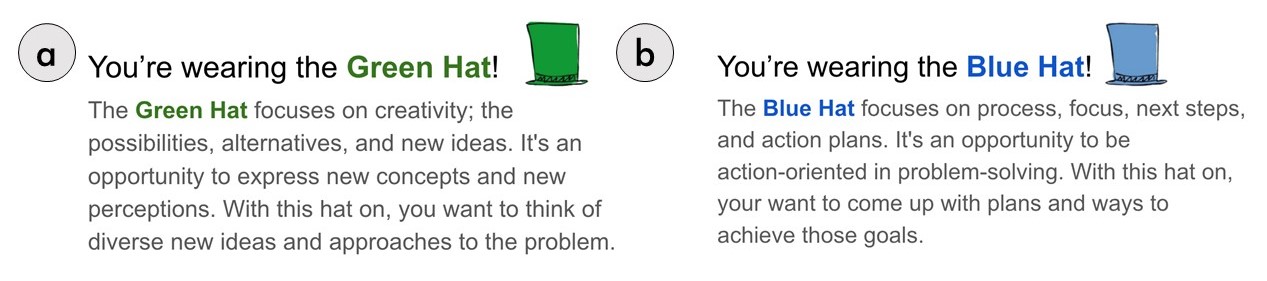 a
You’re wearing the Green Hat!
The Green Hat focuses on creativity; the
possibilities, alternatives, and new ideas. It's an
opportunity to express new concepts and new
perceptions. With this hat on, you want to think of
diverse new ideas and approaches to the problem.
b
You’re wearing the Blue Hat!
The Blue Hat focuses on process, focus, next steps,
and action plans. It's an opportunity to be
action-oriented in problem-solving. With this hat on,
your want to come up with plans and ways to
achieve those goals.